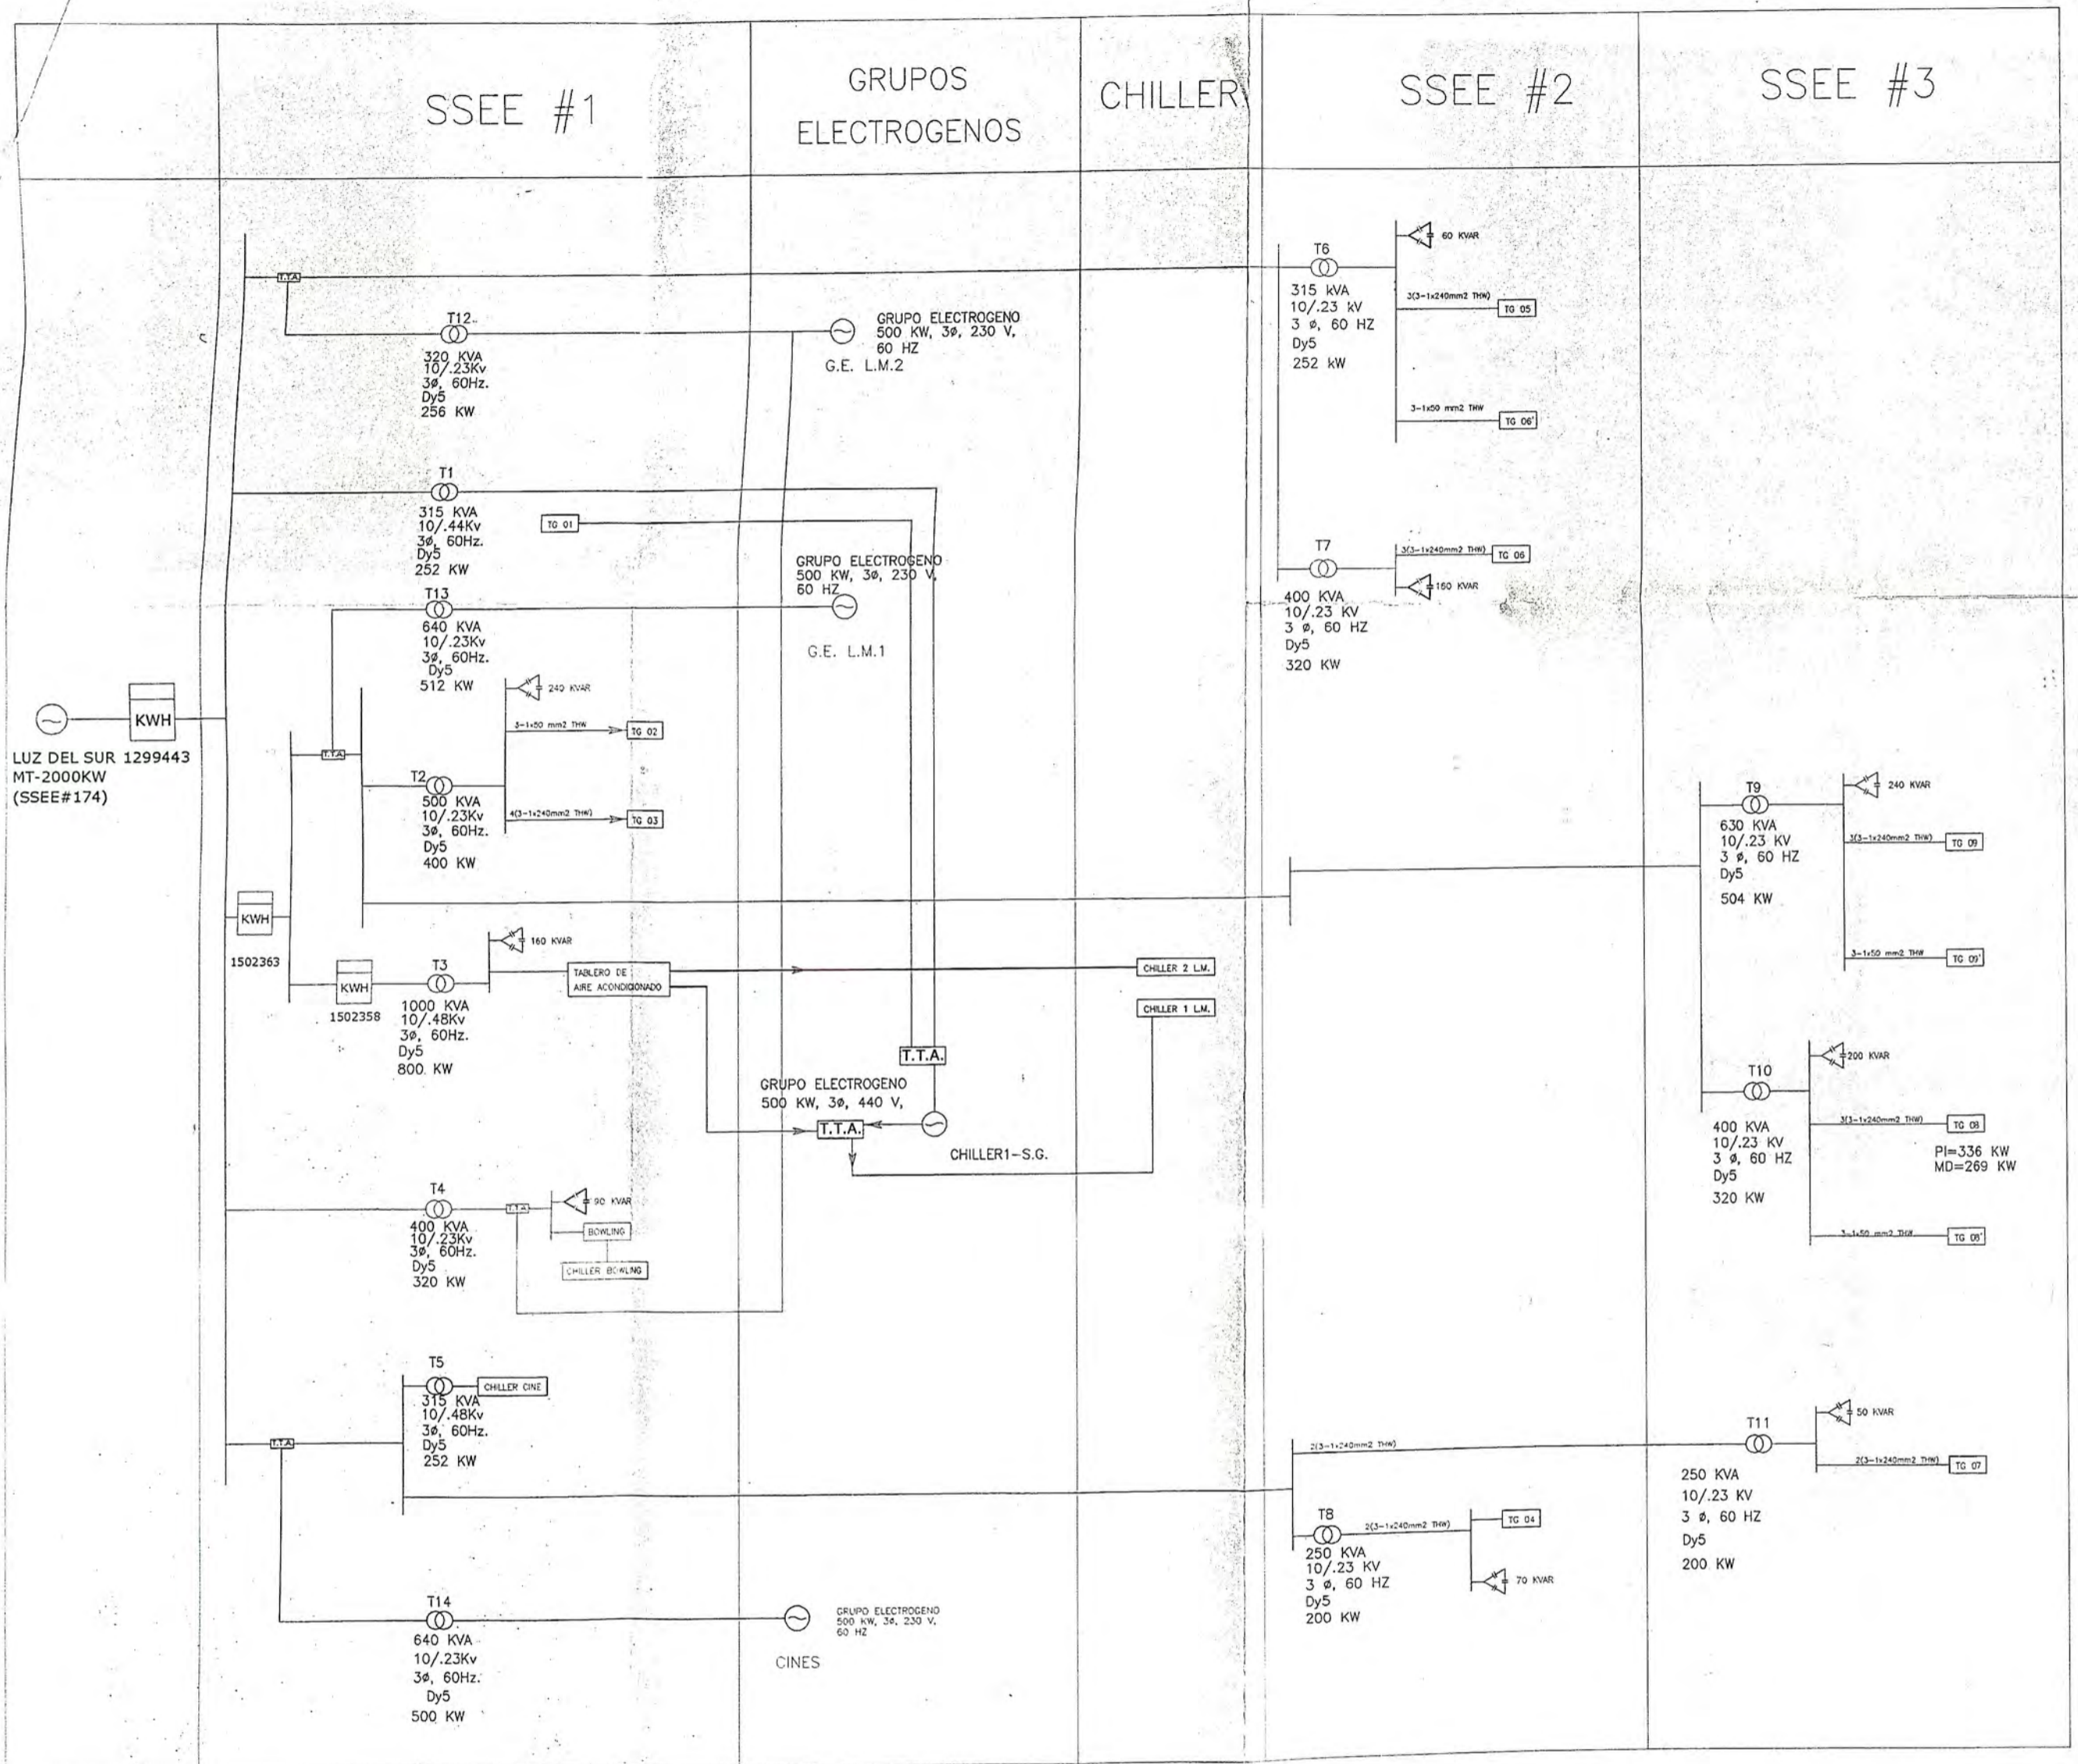 SSEE #1
GRUPOS
ELECTROGENOS
CHILLER
SSEE #2
SSEE #3
LUZ DEL SUR 1299443
MT-2000KW
(SSEE#174)
KWH
T.T.A.
T12
320 KVA
10/.23Kv
3ø, 60Hz.
Dy5
256 KW
GRUPO ELECTROGENO
500 KW, 3ø, 230 V,
60 HZ
G.E. L.M.2
T1
315 KVA
10/.44Kv
3ø, 60Hz.
Dy5
252 KW
TG 01
T13
640 KVA
10/.23Kv
3ø, 60Hz.
Dy5
512 KW
GRUPO ELECTROGENO
500 KW, 3ø, 230 V,
60 HZ
G.E. L.M.1
T.T.A
240 KVAR
3-1x50 mm2 THW
TG 02
T2
500 KVA
10/.23Kv
3ø, 60Hz.
Dy5
400 KW
4(3-1x240mm2 THW)
TG 03
KWH
1502363
KWH
1502358
T3
1000 KVA
10/.48Kv
3ø, 60Hz.
Dy5
800 KW
160 KVAR
TABLERO DE
AIRE ACONDICIONADO
CHILLER 2 L.M.
CHILLER 1 L.M.
T.T.A.
GRUPO ELECTROGENO
500 KW, 3ø, 440 V,
T.T.A.
CHILLER1-S.G.
T4
400 KVA
10/.23Kv
3ø, 60Hz.
Dy5
320 KW
T.T.A
90 KVAR
BOWLING
CHILLER BOWLING
T5
315 KVA
10/.48Kv
3ø, 60Hz.
Dy5
252 KW
CHILLER CINE
T.T.A
T14
640 KVA
10/.23Kv
3ø, 60Hz.
Dy5
500 KW
GRUPO ELECTROGENO
500 KW, 3ø, 230 V,
60 HZ
CINES
T6
315 kVA
10/.23 kV
3 ø, 60 HZ
Dy5
252 kW
60 KVAR
3(3-1x240mm2 THW)
TG 05
3-1x50 mm2 THW
TG 06'
T7
400 KVA
10/.23 KV
3 ø, 60 HZ
Dy5
320 KW
3(3-1x240mm2 THW)
TG 06
160 KVAR
T9
630 KVA
10/.23 KV
3 ø, 60 HZ
Dy5
504 KW
240 KVAR
3(3-1x240mm2 THW)
TG 09
3-1x50 mm2 THW
TG 09'
T10
400 KVA
10/.23 KV
3 ø, 60 HZ
Dy5
320 KW
200 KVAR
3(3-1x240mm2 THW)
TG 08
PI=336 KW
MD=269 KW
3-1x50 mm2 THW
TG 08'
2(3-1x240mm2 THW)
T11
250 KVA
10/.23 KV
3 ø, 60 HZ
Dy5
200 KW
50 KVAR
2(3-1x240mm2 THW)
TG 07
T8
250 KVA
10/.23 KV
3 ø, 60 HZ
Dy5
200 KW
2(3-1x240mm2 THW)
TG 04
70 KVAR